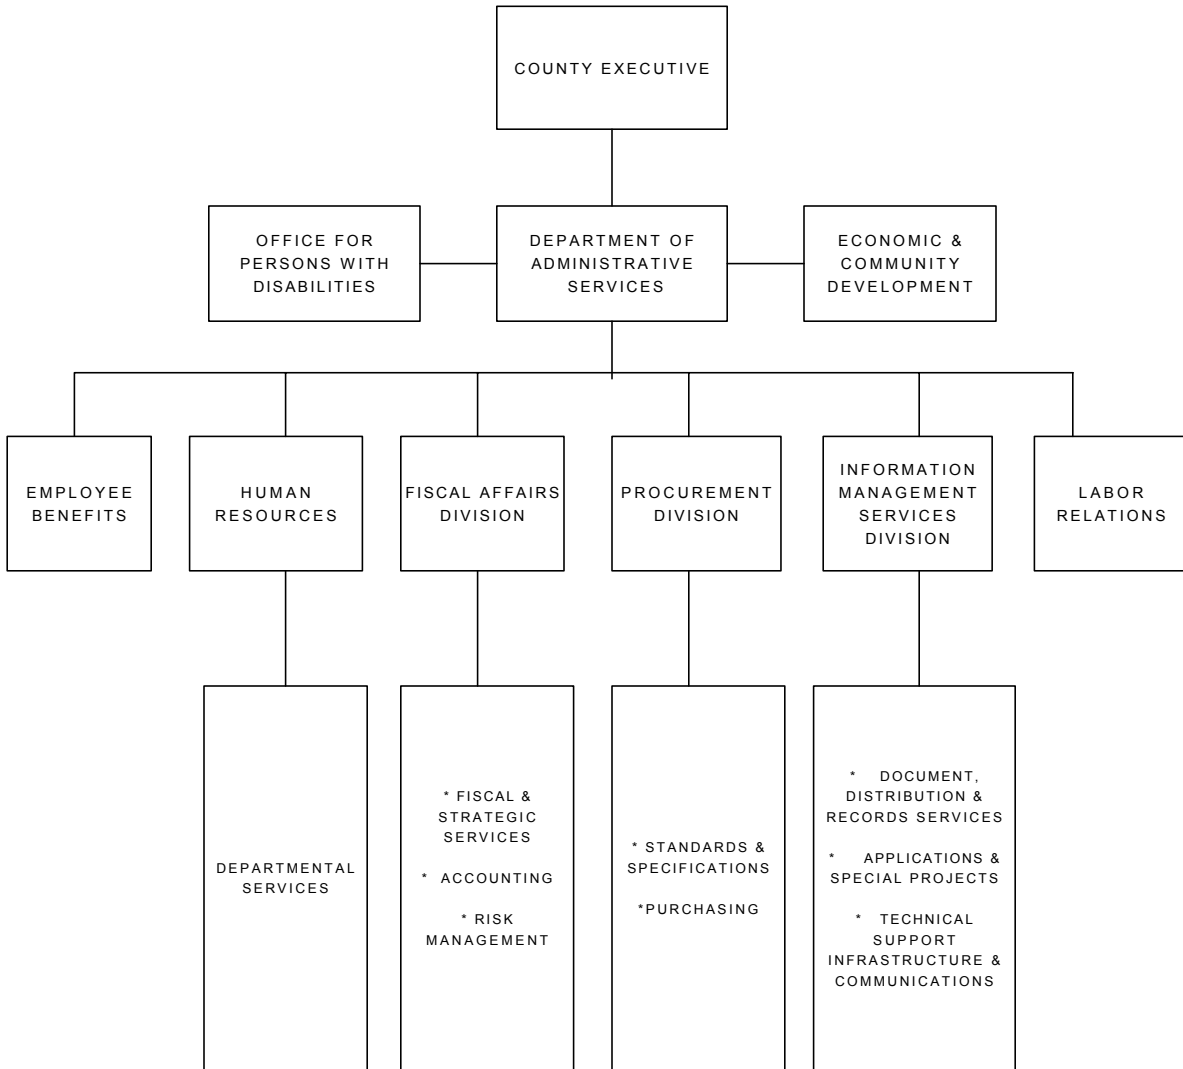 COUNTY EXECUTIVE
OFFICE FOR
PERSONS WITH
DISABILITIES
DEPARTMENT OF
ADMINISTRATIVE
SERVICES
ECONOMIC &
COMMUNITY
DEVELOPMENT
EMPLOYEE
BENEFITS
HUMAN
RESOURCES
FISCAL AFFAIRS
DIVISION
PROCUREMENT
DIVISION
INFORMATION
MANAGEMENT
SERVICES
DIVISION
LABOR
RELATIONS
DEPARTMENTAL
SERVICES
* FISCAL &
STRATEGIC
SERVICES
* ACCOUNTING
* RISK
MANAGEMENT
* STANDARDS &
SPECIFICATIONS
*PURCHASING
* DOCUMENT,
DISTRIBUTION &
RECORDS SERVICES
* APPLICATIONS &
SPECIAL PROJECTS
* TECHNICAL
SUPPORT
INFRASTRUCTURE &
COMMUNICATIONS